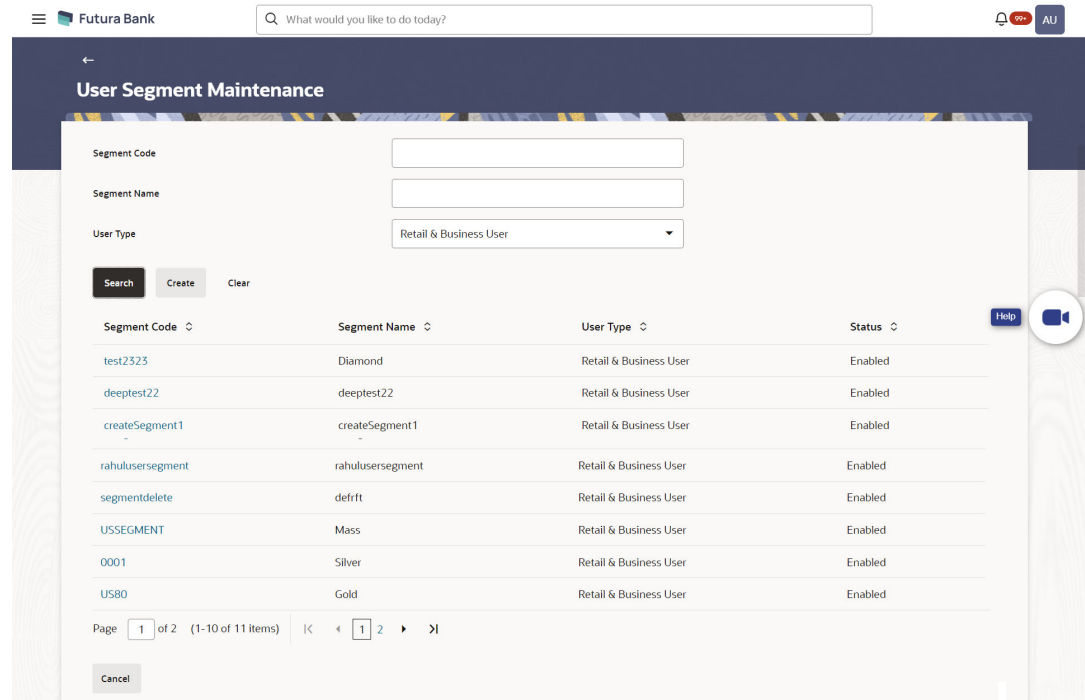 Futura Bank
What would you like to do today?
99+
AU
User Segment Maintenance
Segment Code
Segment Name
User Type
Retail & Business User
Search Create Clear
Help
Segment Code Segment Name User Type Status
test2323 Diamond Retail & Business User Enabled
deeptest22 deeptest22 Retail & Business User Enabled
createSegment1 createSegment1 Retail & Business User Enabled
rahulusersegment rahulusersegment Retail & Business User Enabled
segmentdelete defrft Retail & Business User Enabled
USSEGMENT Mass Retail & Business User Enabled
0001 Silver Retail & Business User Enabled
US80 Gold Retail & Business User Enabled
Page 1 of 2 (1-10 of 11 items) 1 2
Cancel